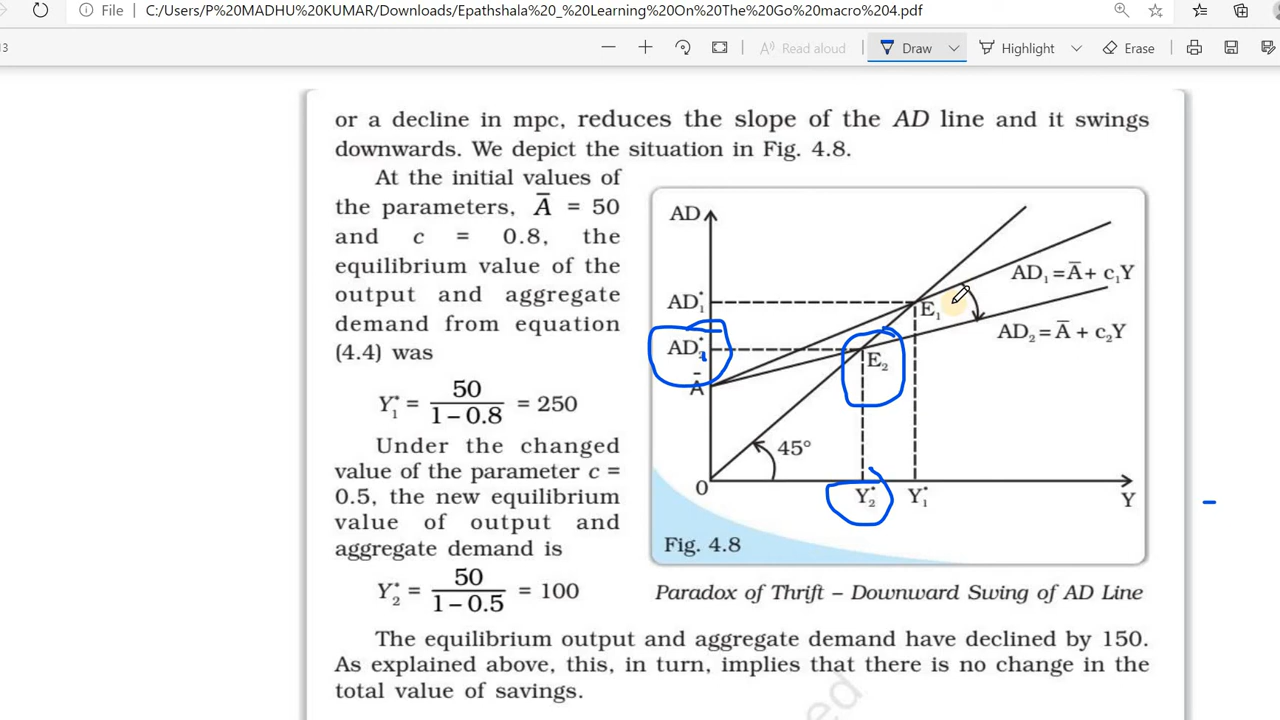 File C:/Users/P%20MADHU%20KUMAR/Downloads/Epathshala%20_%20Learning%20On%20The%20Go%20macro%204.pdf
13
Read aloud Draw Highlight Erase
or a decline in mpc, reduces the slope of the AD line and it swings
downwards. We depict the situation in Fig. 4.8.
At the initial values of
the parameters, Ā = 50
and c = 0.8, the
equilibrium value of the
output and aggregate
demand from equation
(4.4) was
Y₁* = 50 / (1 – 0.8) = 250
Under the changed
value of the parameter c =
0.5, the new equilibrium
value of output and
aggregate demand is
Y₂* = 50 / (1 – 0.5) = 100
AD
AD₁ = Ā + c₁Y
AD₁*
E₁
AD₂ = Ā + c₂Y
AD₂*
E₂
Ā
45°
O
Y₂* Y₁* Y
Fig. 4.8
Paradox of Thrift – Downward Swing of AD Line
The equilibrium output and aggregate demand have declined by 150.
As explained above, this, in turn, implies that there is no change in the
total value of savings.